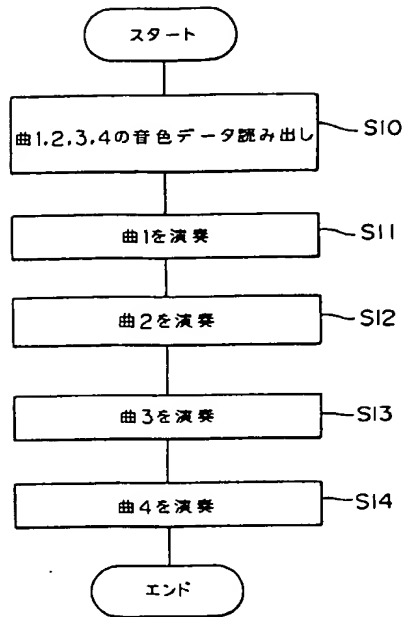 スタート
曲1,2,3,4の音色データ読み出し
S10
曲1を演奏
S11
曲2を演奏
S12
曲3を演奏
S13
曲4を演奏
S14
エンド